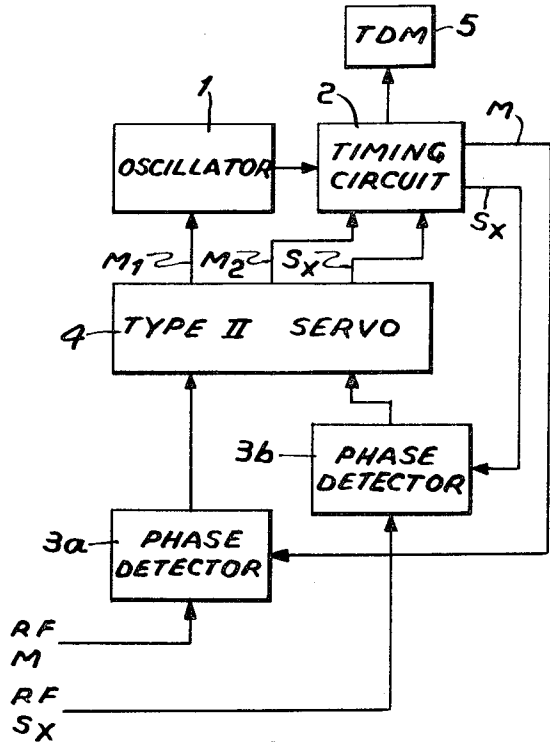 TDM
5
1
2
M
OSCILLATOR
TIMING
CIRCUIT
SX
M1
M2
SX
4
TYPE II SERVO
3b
PHASE
DETECTOR
3a
PHASE
DETECTOR
RF
M
RF
SX